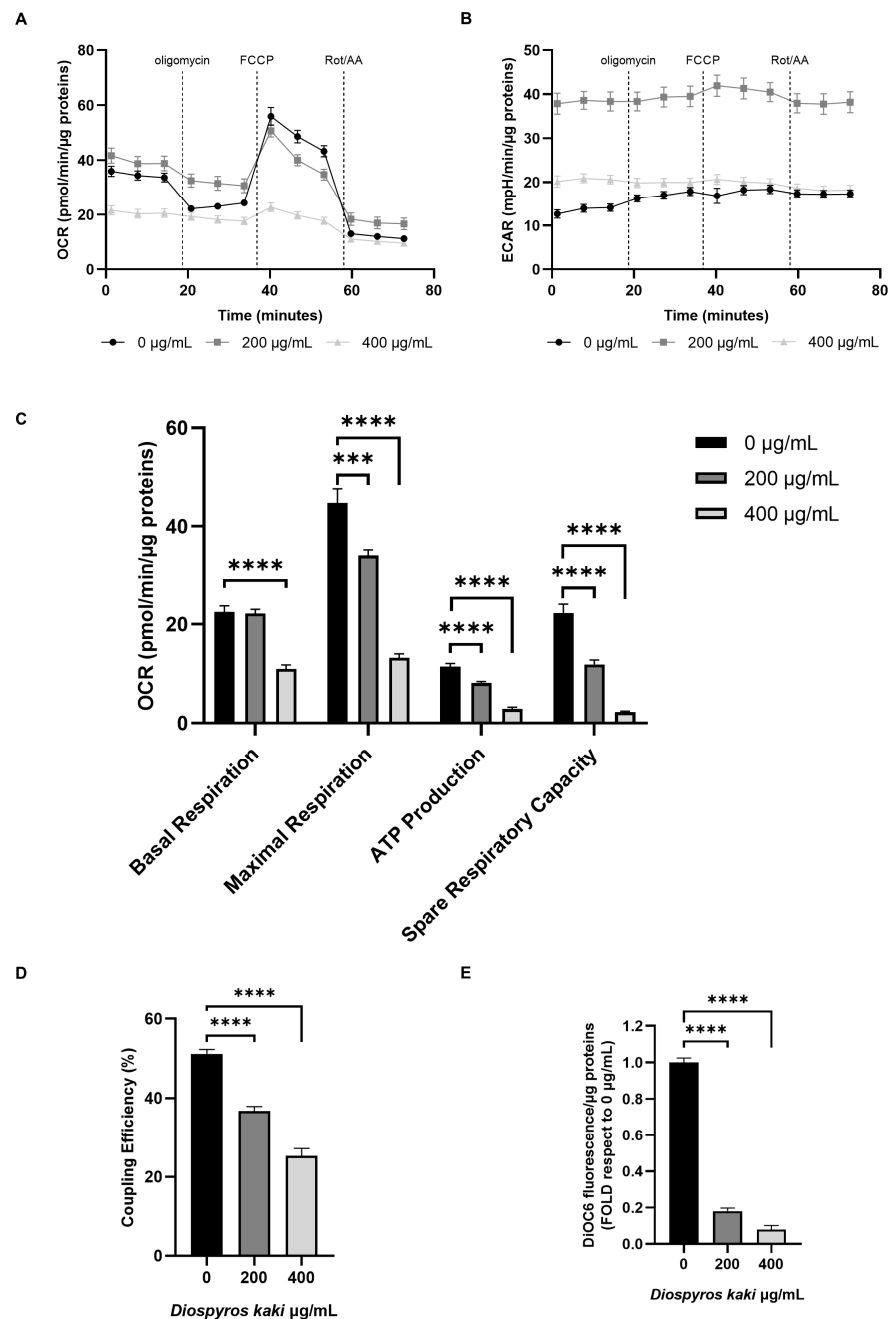 A
OCR (pmol/min/µg proteins)
80
60
40
20
0
oligomycin
FCCP
Rot/AA
0
20
40
60
80
Time (minutes)
0 µg/mL
200 µg/mL
400 µg/mL
B
ECAR (mpH/min/µg proteins)
50
40
30
20
10
0
oligomycin
FCCP
Rot/AA
0
20
40
60
80
Time (minutes)
0 µg/mL
200 µg/mL
400 µg/mL
C
OCR (pmol/min/µg proteins)
60
40
20
0
****
****
***
****
****
****
****
Basal Respiration
Maximal Respiration
ATP Production
Spare Respiratory Capacity
0 µg/mL
200 µg/mL
400 µg/mL
D
Coupling Efficiency (%)
60
40
20
0
****
****
0
200
400
Diospyros kaki µg/mL
E
DiOC6 fluorescence/µg proteins
(FOLD respect to 0 µg/mL)
1.2
1.0
0.8
0.6
0.4
0.2
0.0
****
****
0
200
400
Diospyros kaki µg/mL